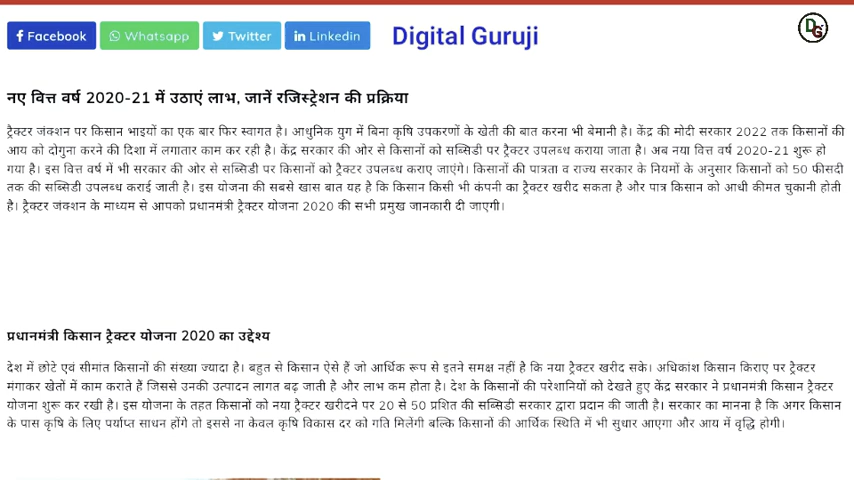 Facebook Whatsapp Twitter Linkedin Digital Guruji DG
नए वित्त वर्ष 2020-21 में उठाएं लाभ, जानें रजिस्ट्रेशन की प्रक्रिया
ट्रैक्टर जंक्शन पर किसान भाइयों का एक बार फिर स्वागत है। आधुनिक युग में बिना कृषि उपकरणों के खेती की बात करना भी बेमानी है। केंद्र की मोदी सरकार 2022 तक किसानों की
आय को दोगुना करने की दिशा में लगातार काम कर रही है। केंद्र सरकार की ओर से किसानों को सब्सिडी पर ट्रैक्टर उपलब्ध कराया जाता है। अब नया वित्त वर्ष 2020-21 शुरू हो
गया है। इस वित्त वर्ष में भी सरकार की ओर से सब्सिडी पर किसानों को ट्रैक्टर उपलब्ध कराए जाएंगे। किसानों की पात्रता व राज्य सरकार के नियमों के अनुसार किसानों को 50 फीसदी
तक की सब्सिडी उपलब्ध कराई जाती है। इस योजना की सबसे खास बात यह है कि किसान किसी भी कंपनी का ट्रैक्टर खरीद सकता है और पात्र किसान को आधी कीमत चुकानी होती
है। ट्रैक्टर जंक्शन के माध्यम से आपको प्रधानमंत्री ट्रैक्टर योजना 2020 की सभी प्रमुख जानकारी दी जाएगी।
प्रधानमंत्री किसान ट्रैक्टर योजना 2020 का उद्देश्य
देश में छोटे एवं सीमांत किसानों की संख्या ज्यादा है। बहुत से किसान ऐसे हैं जो आर्थिक रूप से इतने समक्ष नहीं है कि नया ट्रैक्टर खरीद सके। अधिकांश किसान किराए पर ट्रैक्टर
मंगाकर खेतों में काम कराते हैं जिससे उनकी उत्पादन लागत बढ़ जाती है और लाभ कम होता है। देश के किसानों की परेशानियों को देखते हुए केंद्र सरकार ने प्रधानमंत्री किसान ट्रैक्टर
योजना शुरू कर रखी है। इस योजना के तहत किसानों को नया ट्रैक्टर खरीदने पर 20 से 50 प्रशित की सब्सिडी सरकार द्वारा प्रदान की जाती है। सरकार का मानना है कि अगर किसान
के पास कृषि के लिए पर्याप्त साधन होंगे तो इससे ना केवल कृषि विकास दर को गति मिलेगी बल्कि किसानों की आर्थिक स्थिति में भी सुधार आएगा और आय में वृद्धि होगी।